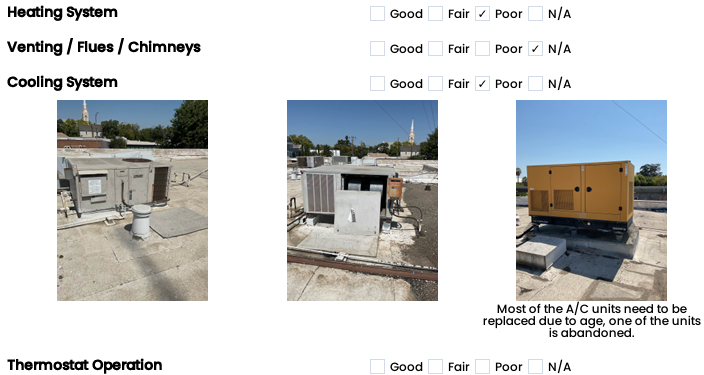 Heating System Good Fair ✓ Poor N/A
Venting / Flues / Chimneys Good Fair Poor ✓ N/A
Cooling System Good Fair ✓ Poor N/A
Most of the A/C units need to be
replaced due to age, one of the units
is abandoned.
Thermostat Operation Good Fair Poor N/A